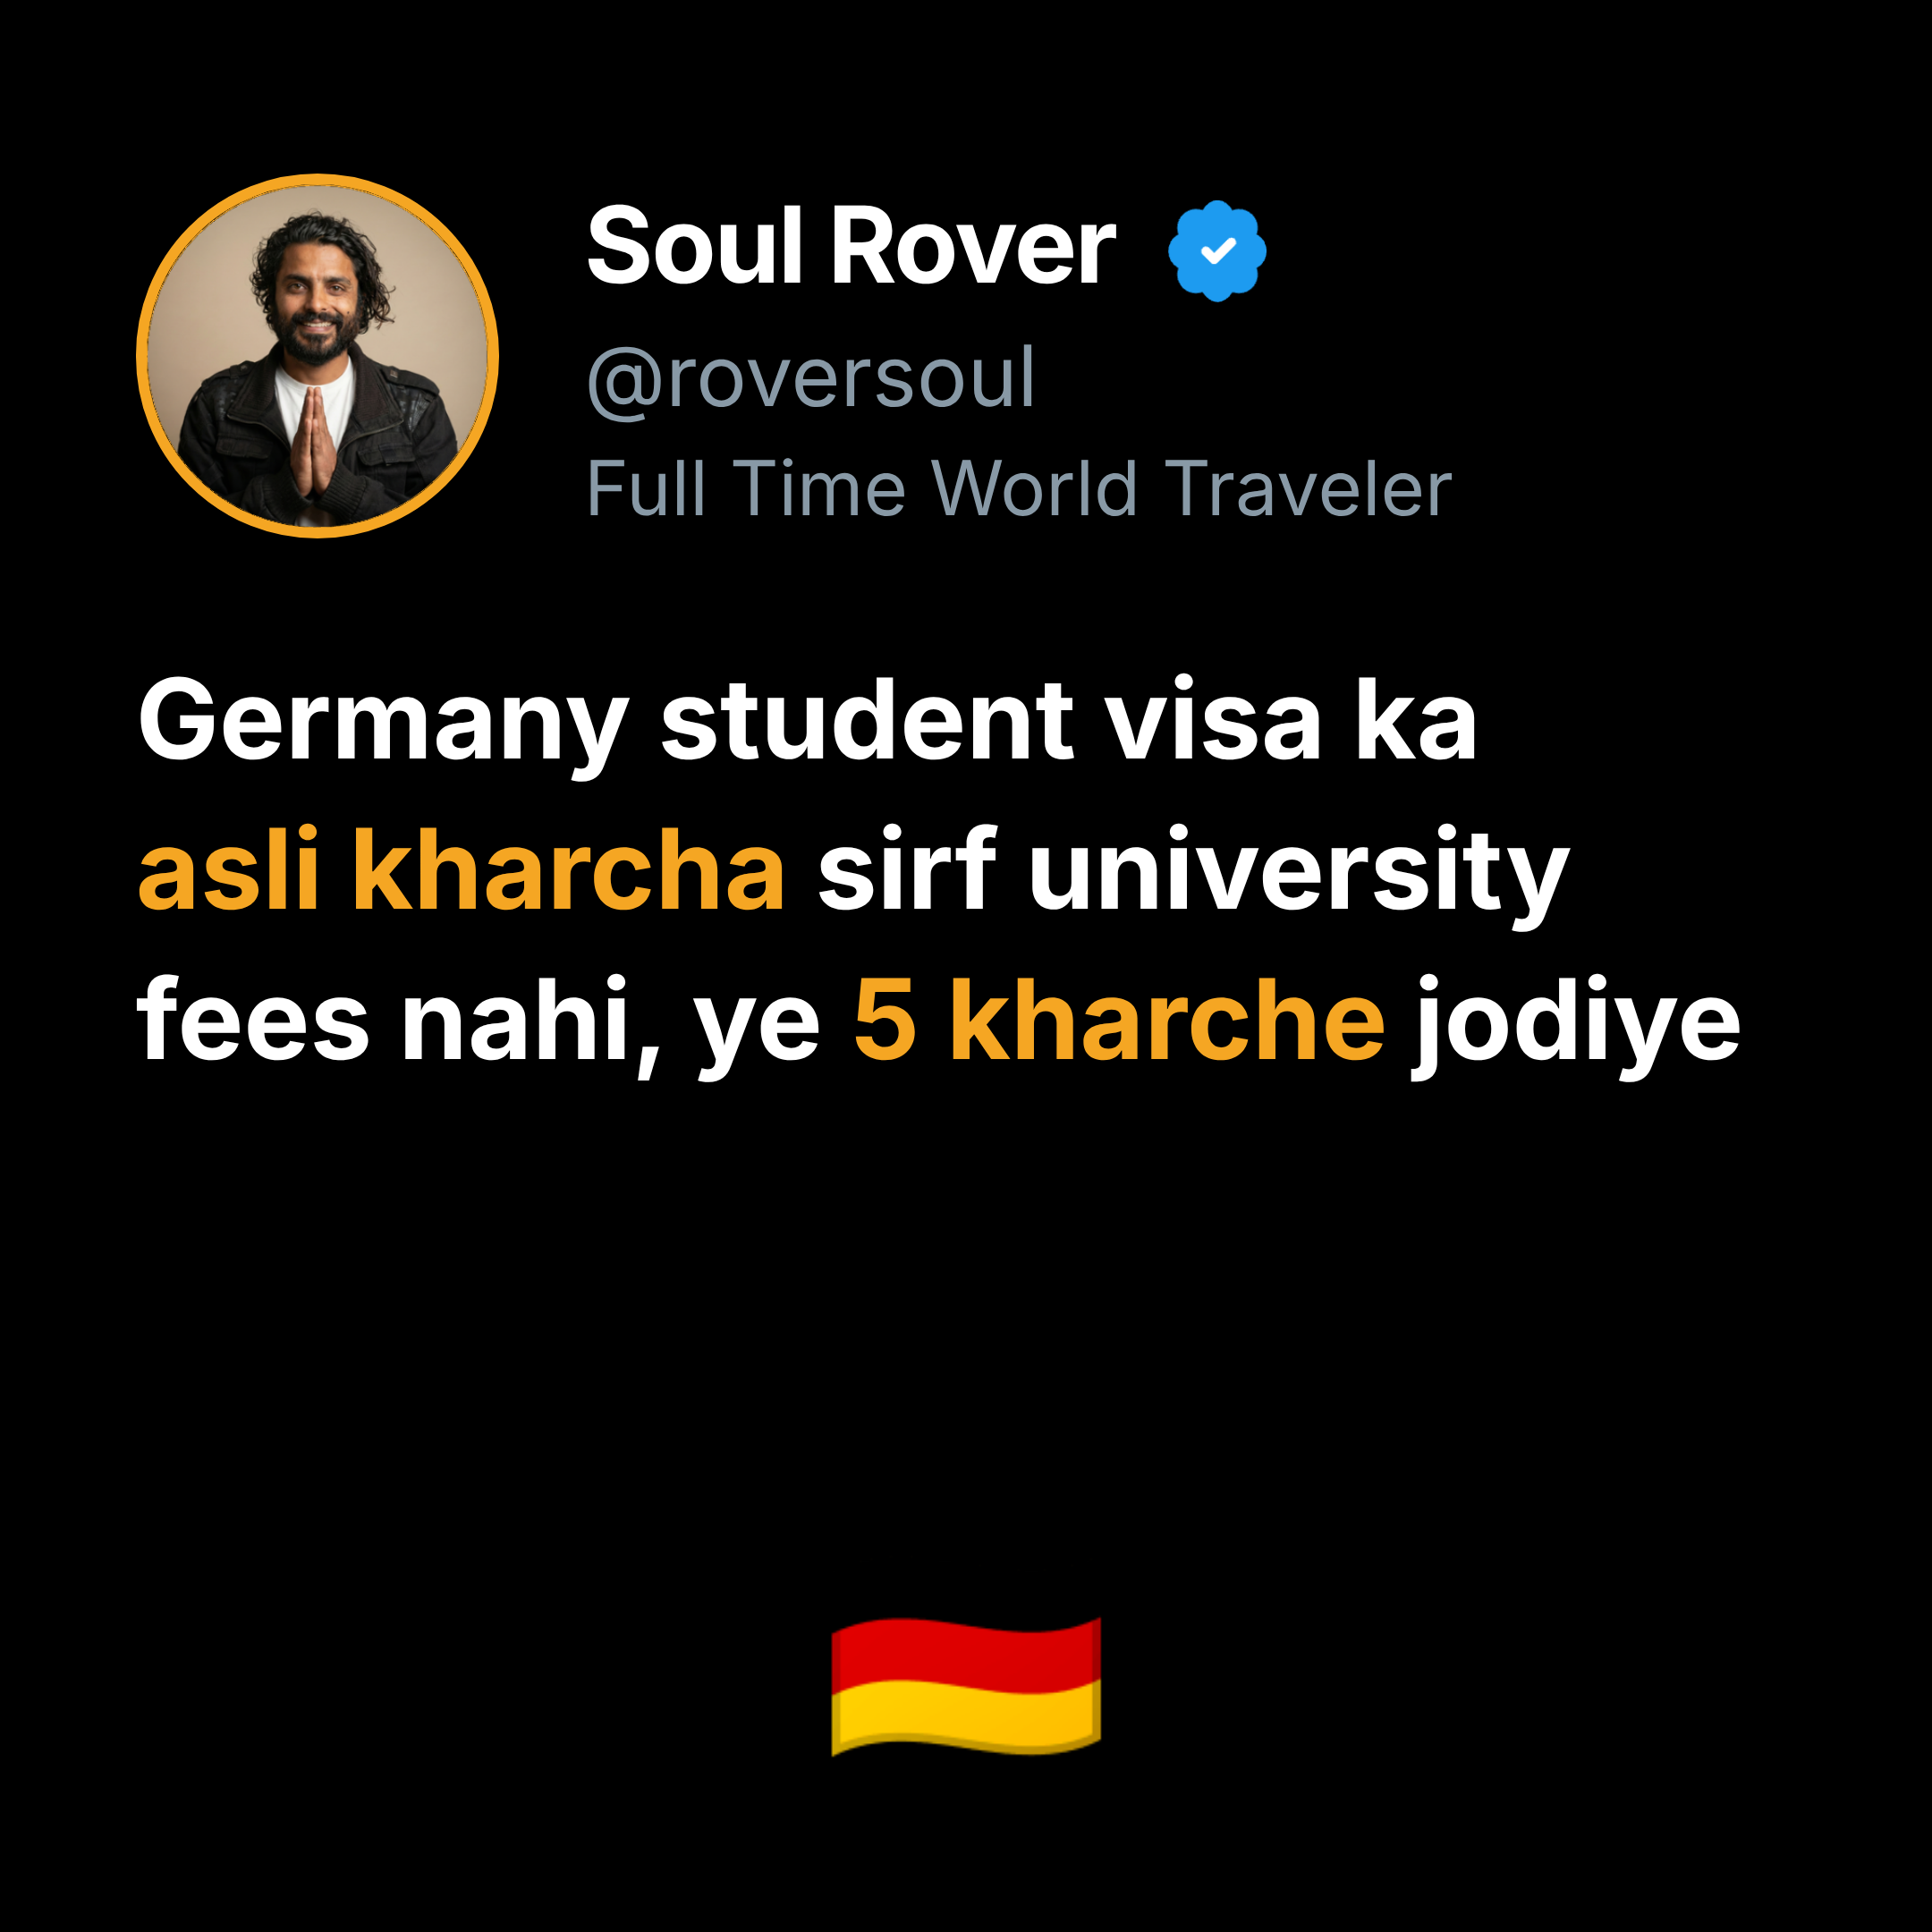 Soul Rover
@roversoul
Full Time World Traveler
Germany student visa ka
asli kharcha sirf university
fees nahi, ye 5 kharche jodiye